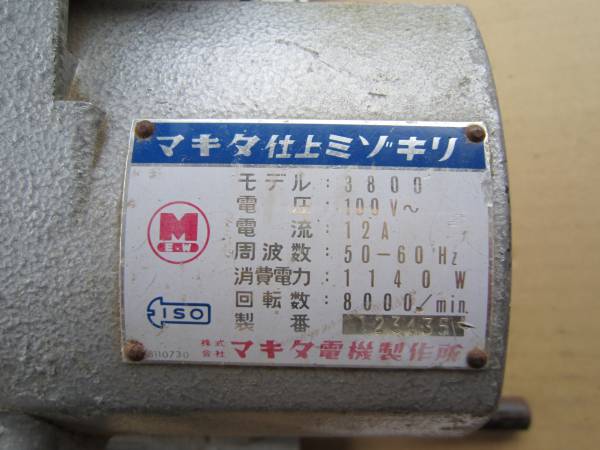 マキタ仕上ミゾキリ
モデル：3800
電圧：100V～
電流：12A
周波数：50－60Hz
消費電力：1140W
回転数：8000/min
製番
M
E.W
ISO
株式会社 マキタ電機製作所